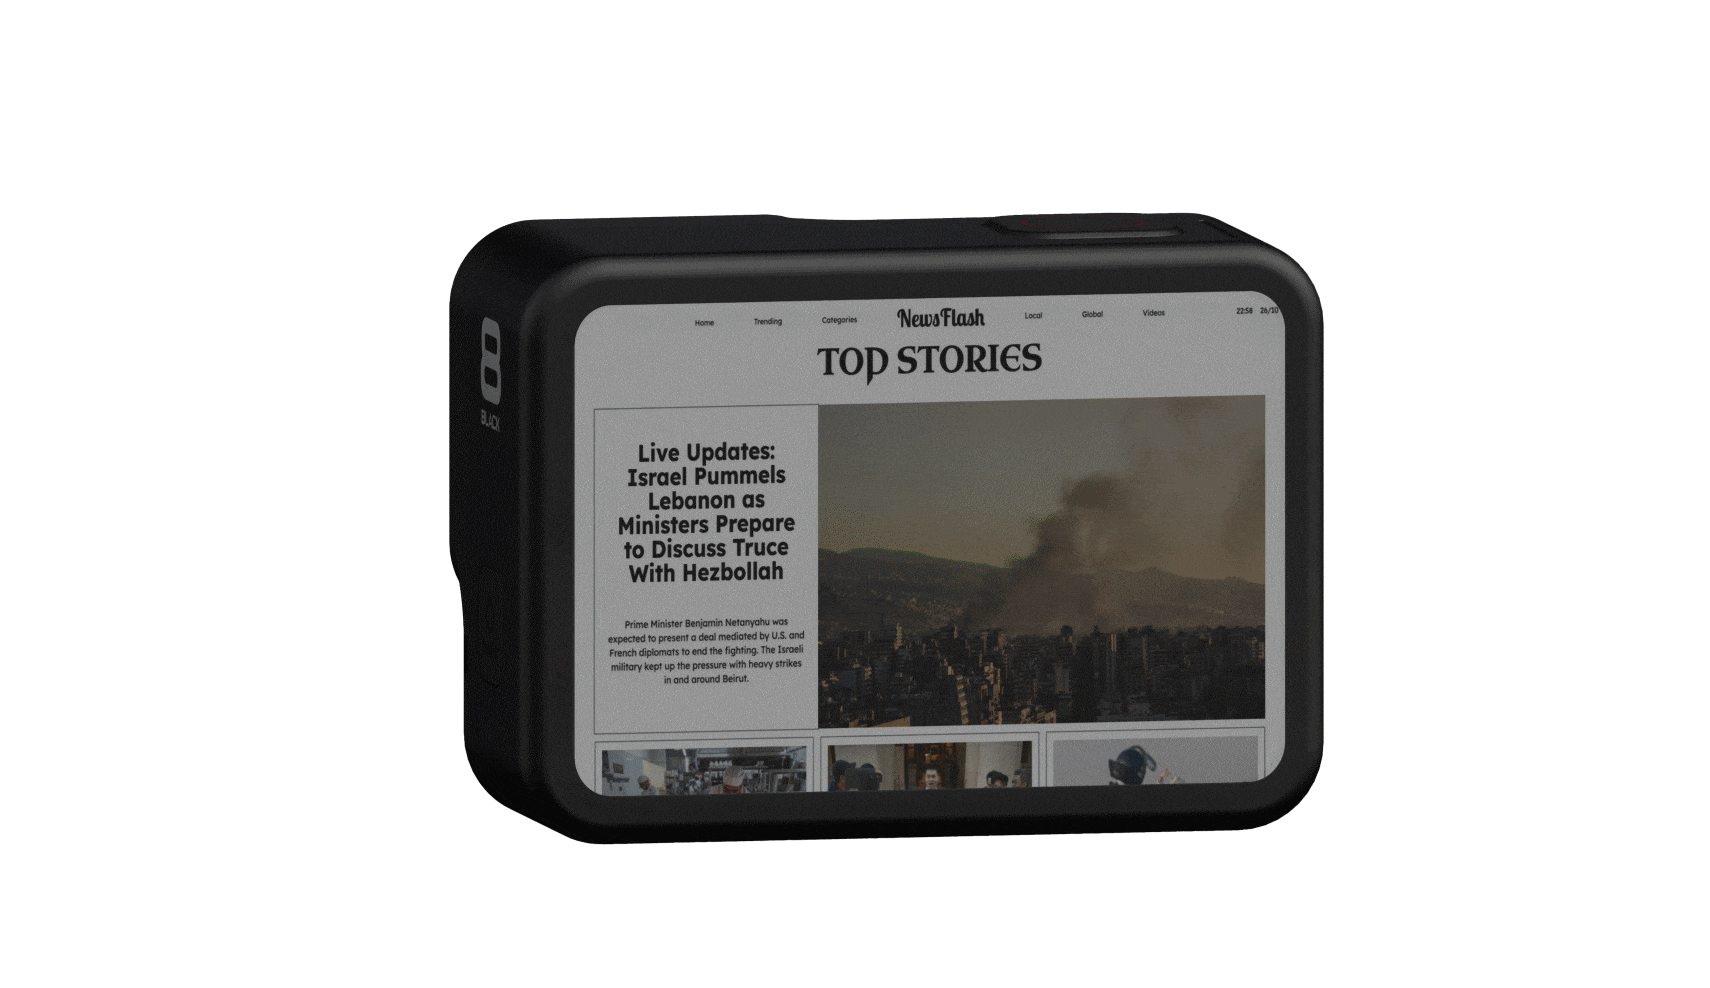 8
BLACK
Home Trending Categories NewsFlash Local Global Videos 22:58 26/10
TOP STORIES
Live Updates:
Israel Pummels
Lebanon as
Ministers Prepare
to Discuss Truce
With Hezbollah
Prime Minister Benjamin Netanyahu was
expected to present a deal mediated by U.S. and
French diplomats to end the fighting. The Israeli
military kept up the pressure with heavy strikes
in and around Beirut.